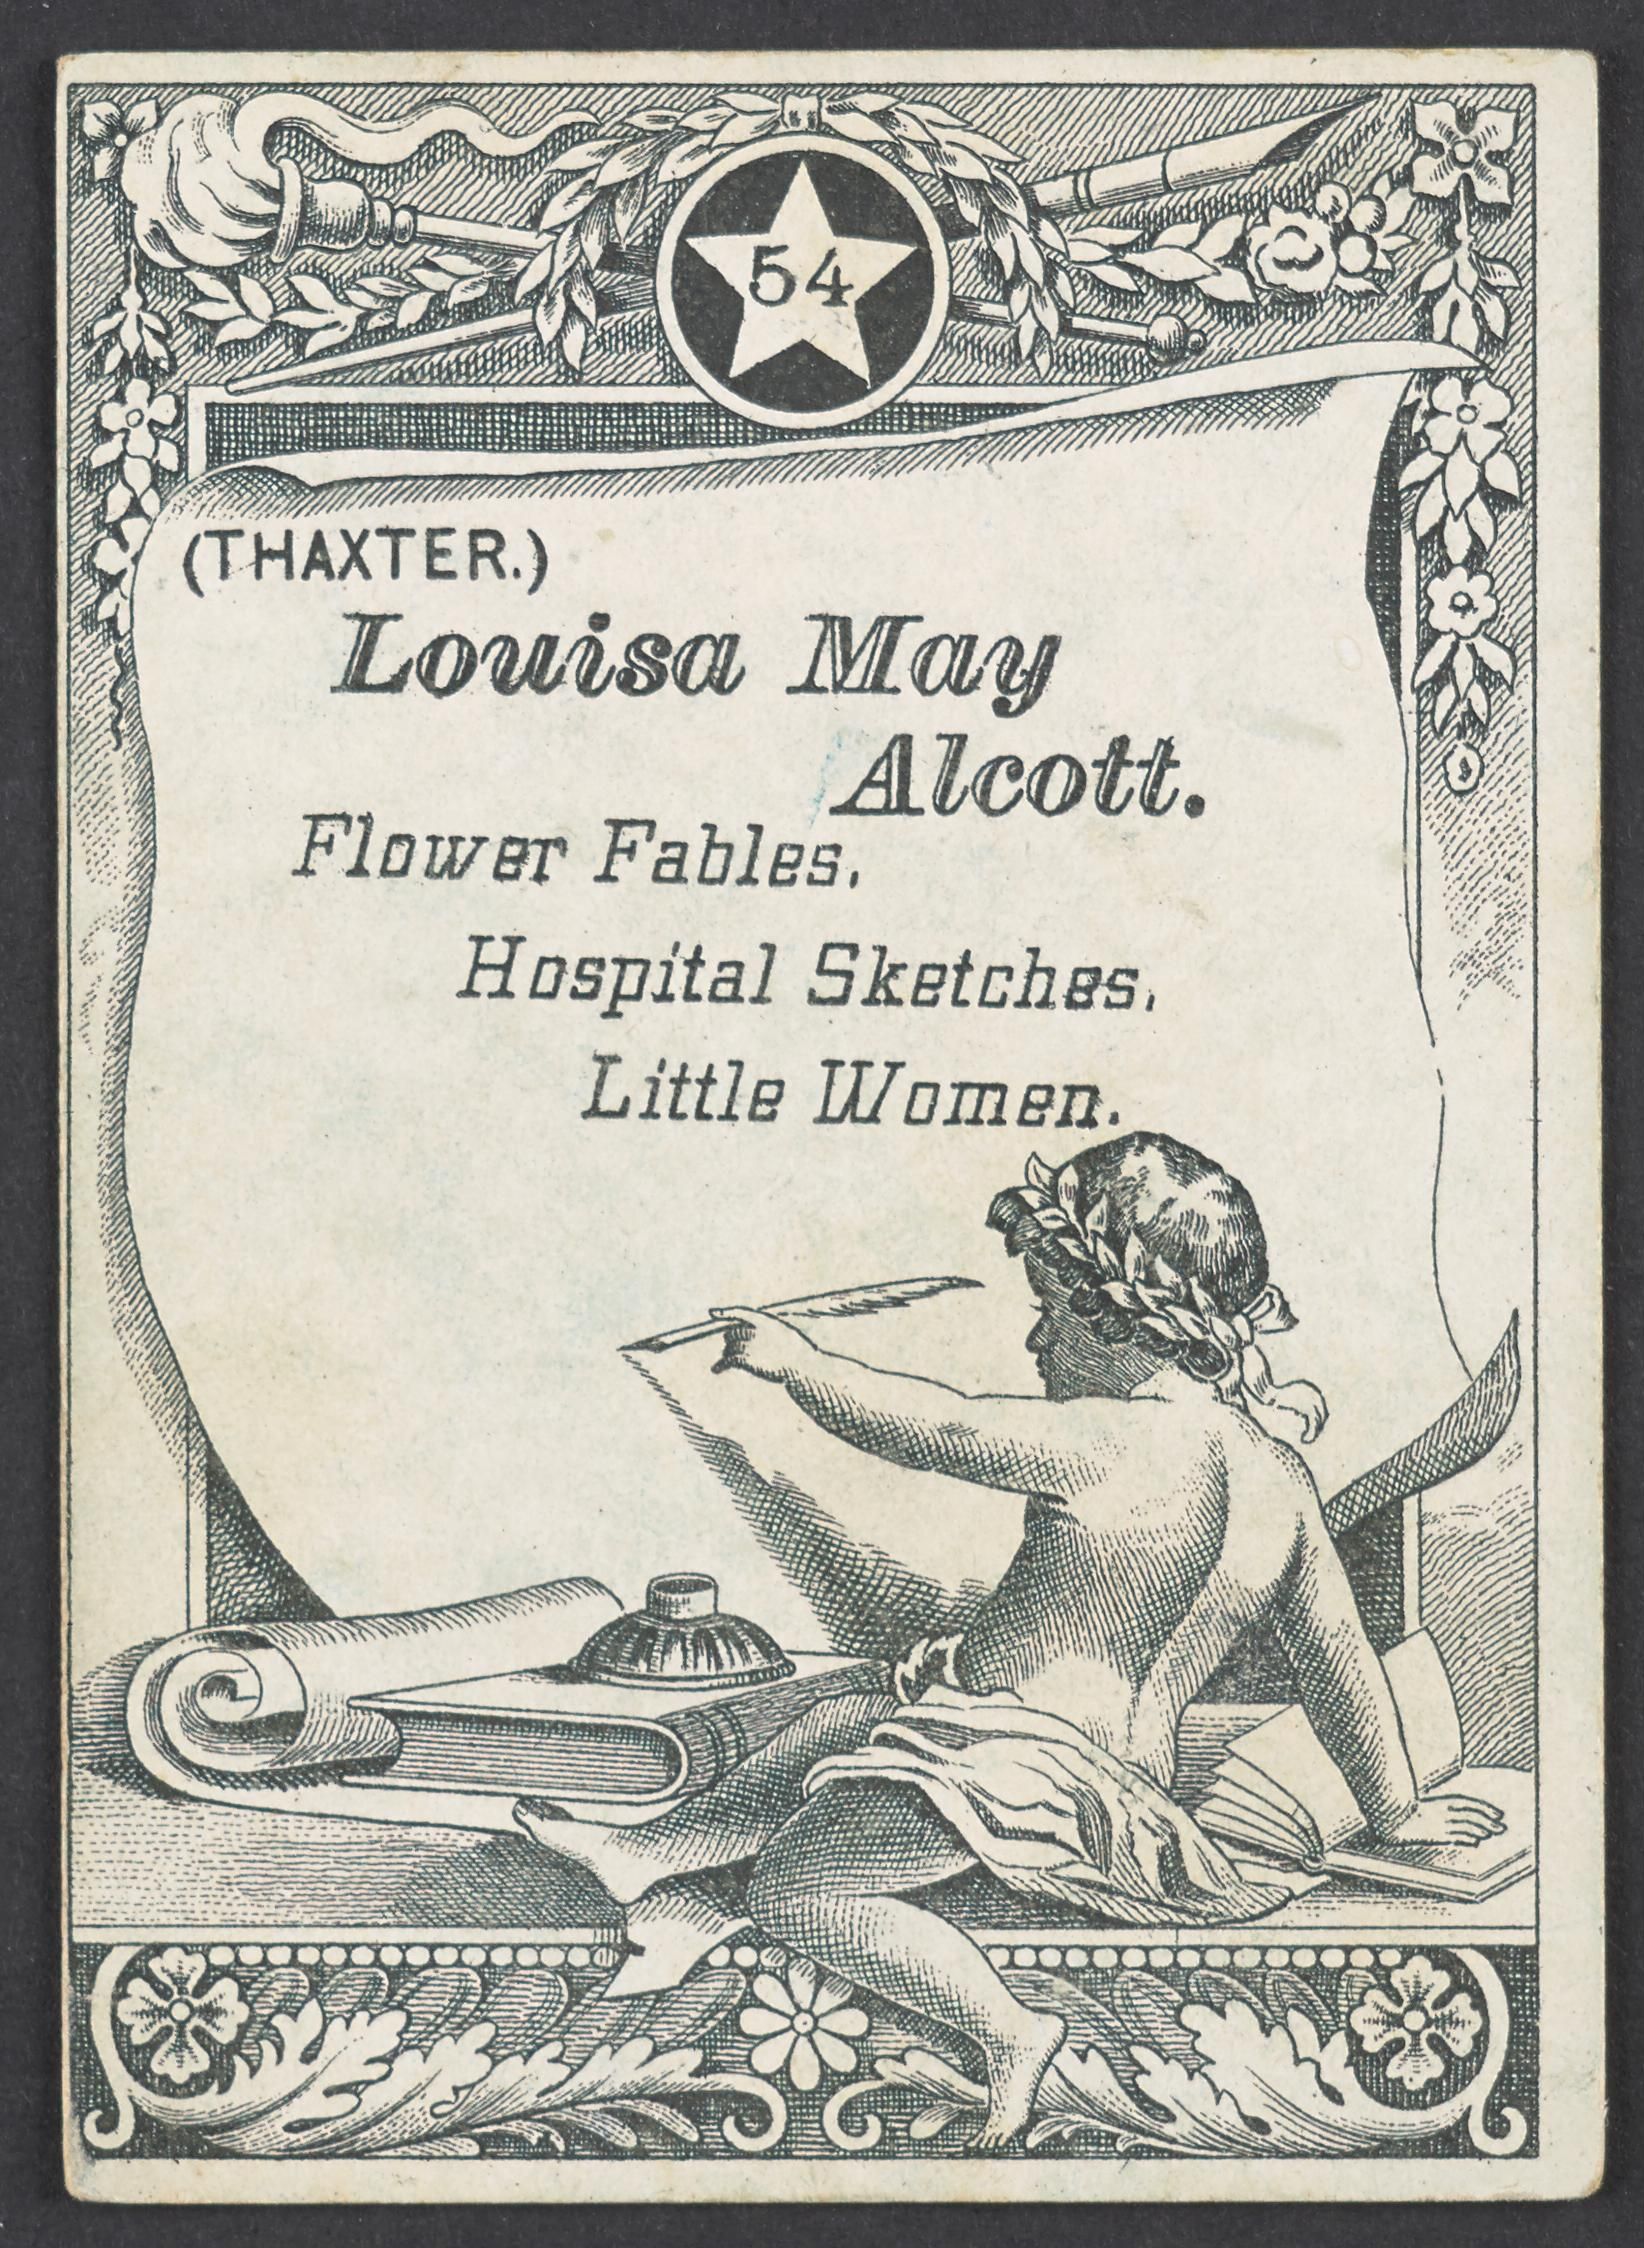 54
(THAXTER.)
Louisa May
Alcott.
Flower Fables.
Hospital Sketches.
Little Women.